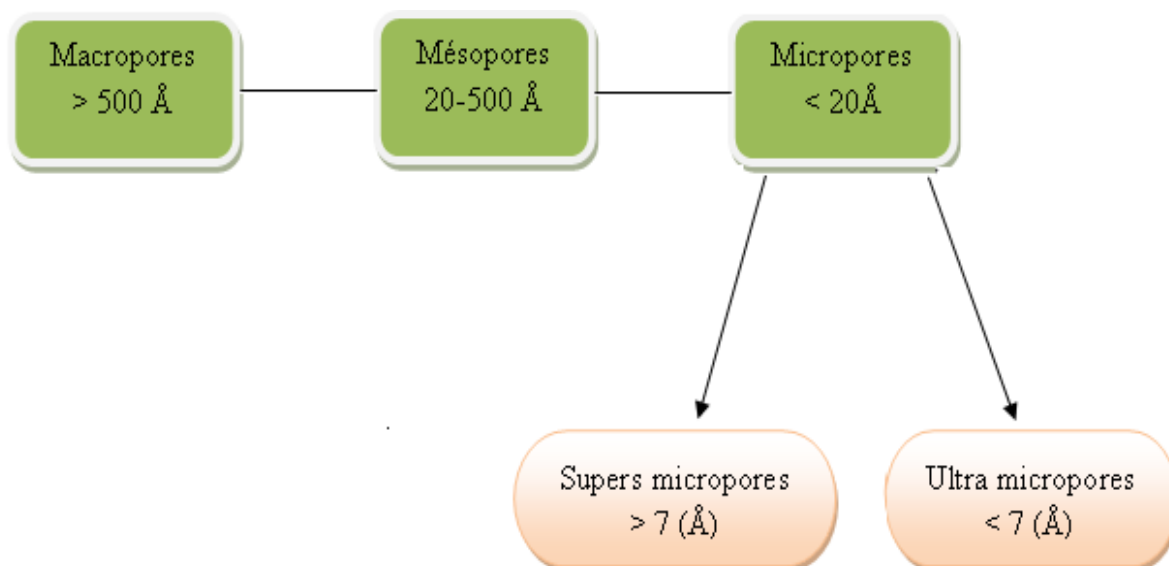 Macropores
> 500 Å
Mésopores
20-500 Å
Micropores
< 20Å
Supers micropores
> 7 (Å)
Ultra micropores
< 7 (Å)